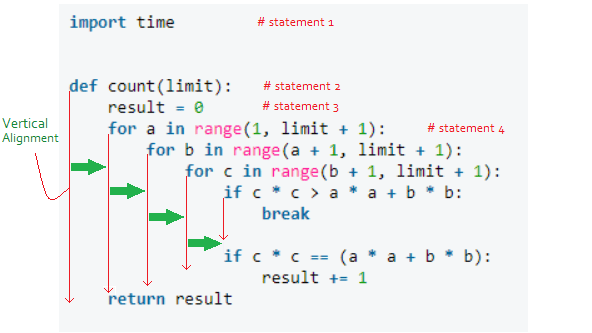 import time # statement 1
def count(limit): # statement 2
result = 0 # statement 3
for a in range(1, limit + 1): # statement 4
Vertical
Alignment
for b in range(a + 1, limit + 1):
for c in range(b + 1, limit + 1):
if c * c > a * a + b * b:
break
if c * c == (a * a + b * b):
result += 1
return result